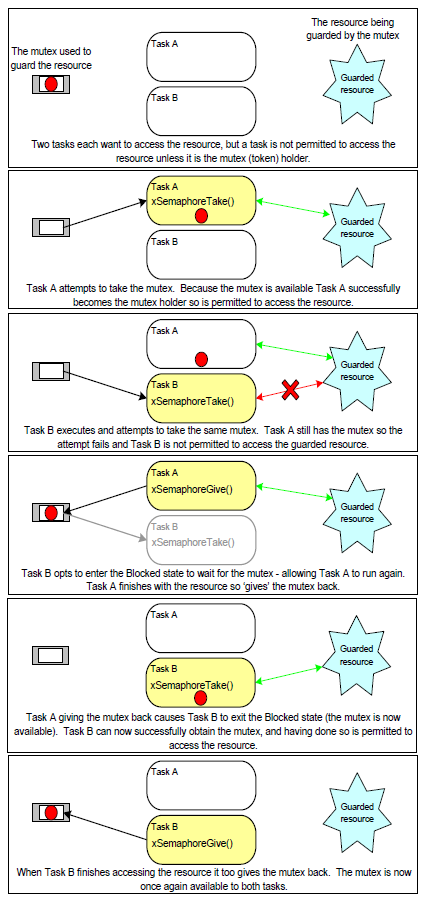 The mutex used to
guard the resource
Task A
Task B
The resource being
guarded by the mutex
Guarded
resource
Two tasks each want to access the resource, but a task is not permitted to access the
resource unless it is the mutex (token) holder.
Task A
xSemaphoreTake()
Task B
Guarded
resource
Task A attempts to take the mutex. Because the mutex is available Task A successfully
becomes the mutex holder so is permitted to access the resource.
Task A
Task B
xSemaphoreTake()
Guarded
resource
Task B executes and attempts to take the same mutex. Task A still has the mutex so the
attempt fails and Task B is not permitted to access the guarded resource.
Task A
xSemaphoreGive()
Task B
xSemaphoreTake()
Guarded
resource
Task B opts to enter the Blocked state to wait for the mutex - allowing Task A to run again.
Task A finishes with the resource so 'gives' the mutex back.
Task A
Task B
xSemaphoreTake()
Guarded
resource
Task A giving the mutex back causes Task B to exit the Blocked state (the mutex is now
available). Task B can now successfully obtain the mutex, and having done so is permitted to
access the resource.
Task A
Task B
xSemaphoreGive()
Guarded
resource
When Task B finishes accessing the resource it too gives the mutex back. The mutex is now
once again available to both tasks.